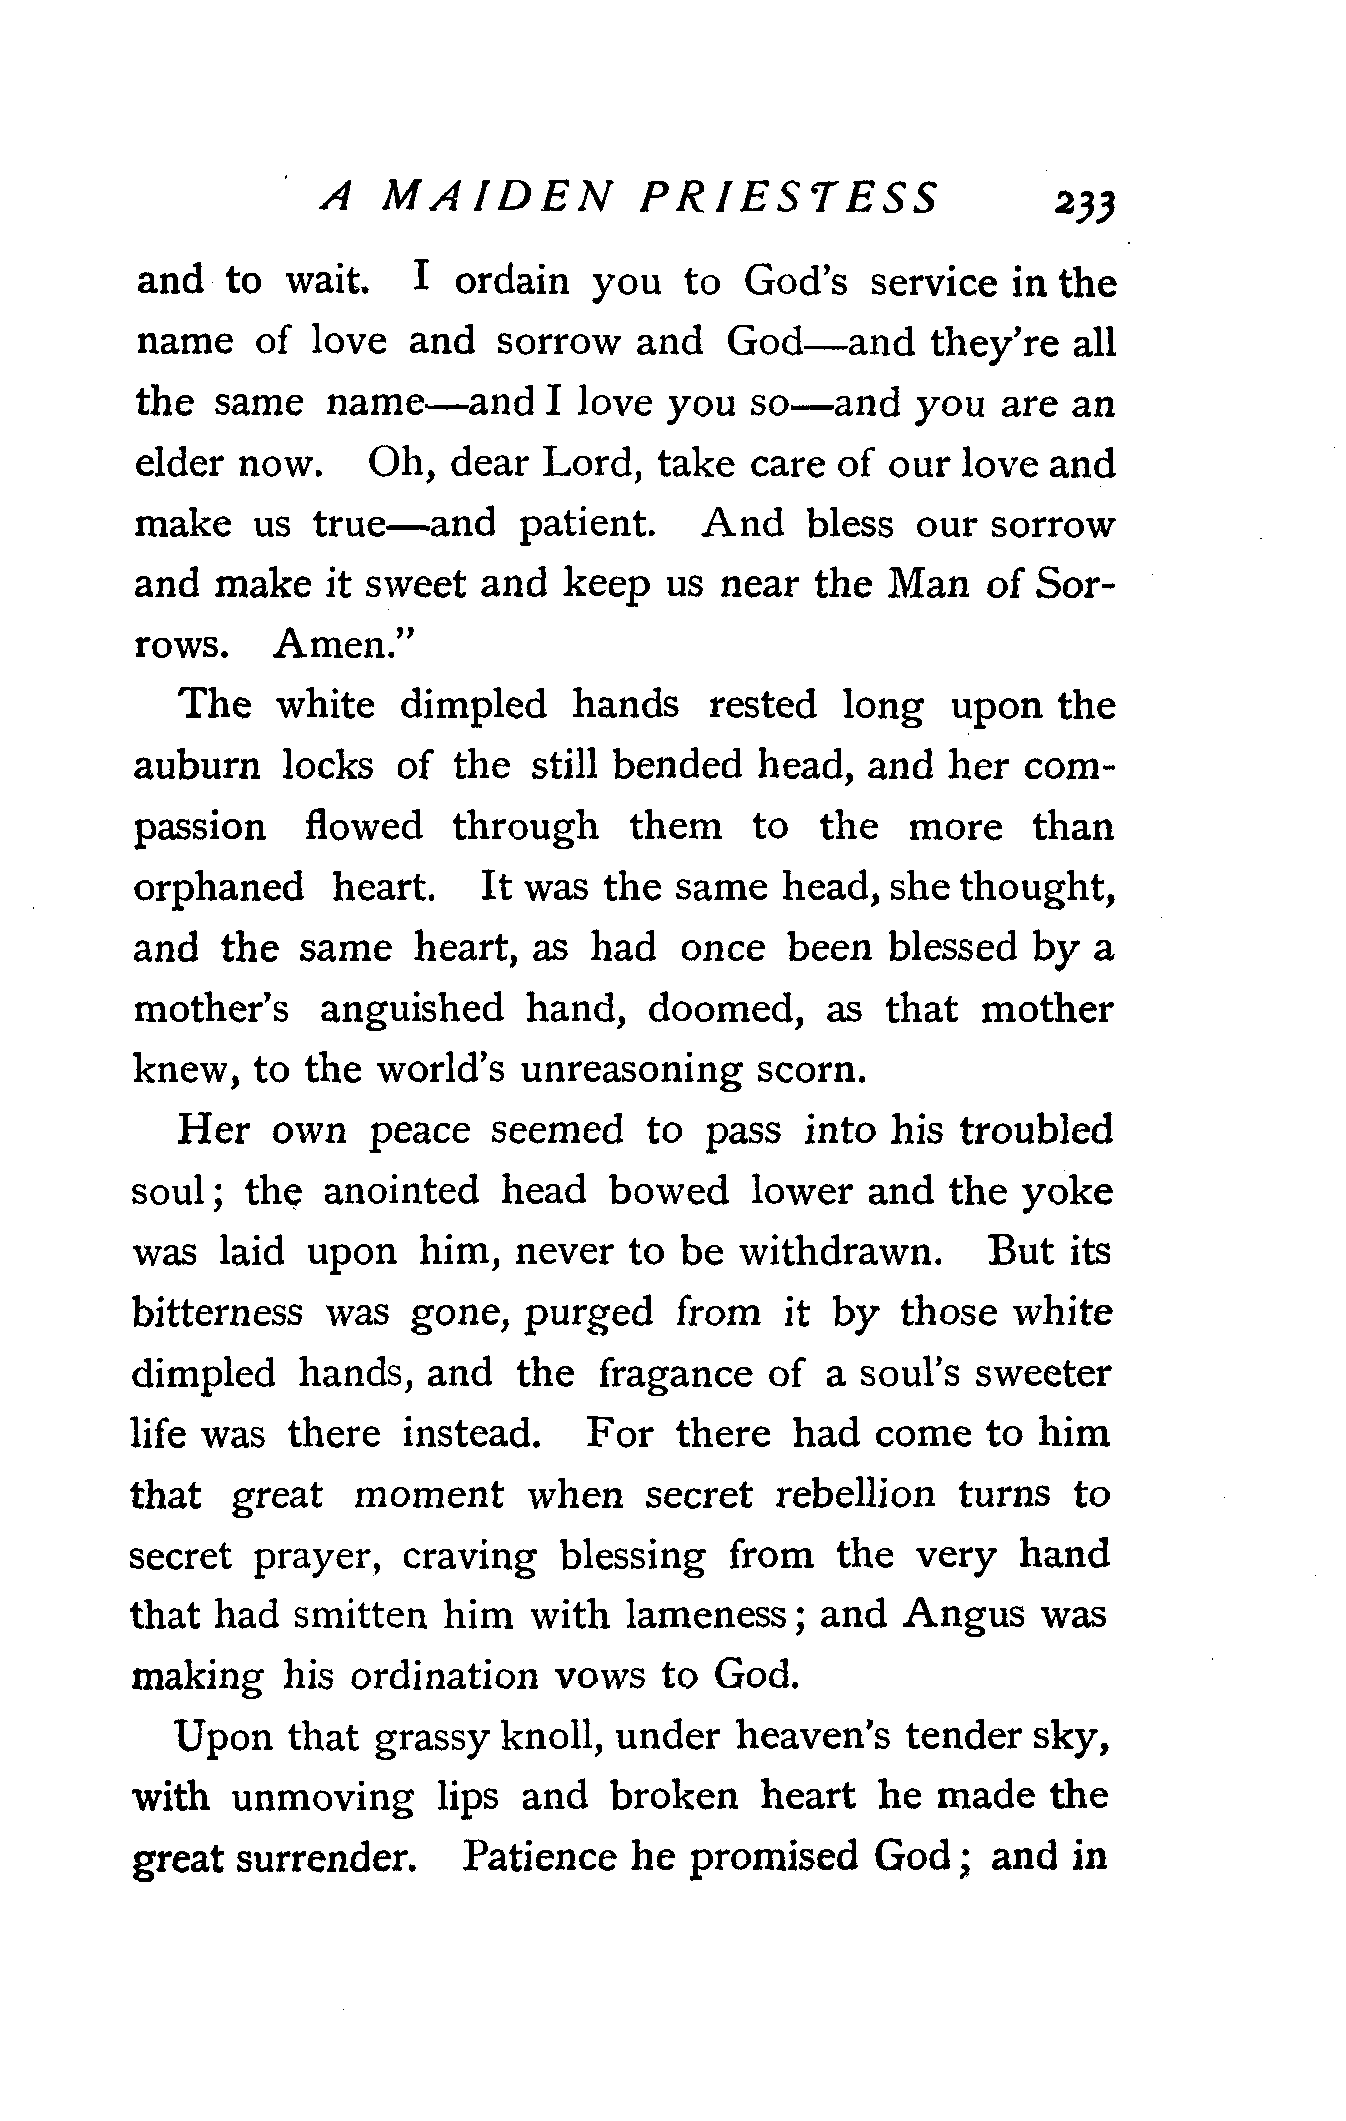 A MAIDEN PRIESTESS 233
and to wait. I ordain you to God's service in the
name of love and sorrow and God—and they're all
the same name—and I love you so—and you are an
elder now. Oh, dear Lord, take care of our love and
make us true—and patient. And bless our sorrow
and make it sweet and keep us near the Man of Sor-
rows. Amen."
The white dimpled hands rested long upon the
auburn locks of the still bended head, and her com-
passion flowed through them to the more than
orphaned heart. It was the same head, she thought,
and the same heart, as had once been blessed by a
mother's anguished hand, doomed, as that mother
knew, to the world's unreasoning scorn.
Her own peace seemed to pass into his troubled
soul; the anointed head bowed lower and the yoke
was laid upon him, never to be withdrawn. But its
bitterness was gone, purged from it by those white
dimpled hands, and the fragance of a soul's sweeter
life was there instead. For there had come to him
that great moment when secret rebellion turns to
secret prayer, craving blessing from the very hand
that had smitten him with lameness; and Angus was
making his ordination vows to God.
Upon that grassy knoll, under heaven's tender sky,
with unmoving lips and broken heart he made the
great surrender. Patience he promised God; and in